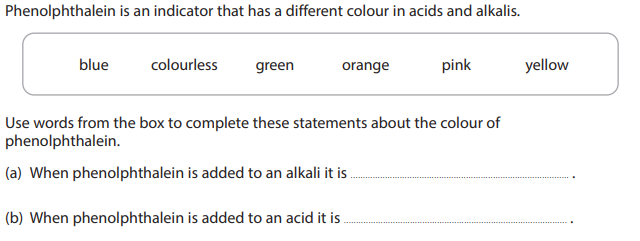 Phenolphthalein is an indicator that has a different colour in acids and alkalis.
blue colourless green orange pink yellow
Use words from the box to complete these statements about the colour of
phenolphthalein.
(a) When phenolphthalein is added to an alkali it is ........................................ .
(b) When phenolphthalein is added to an acid it is ........................................ .